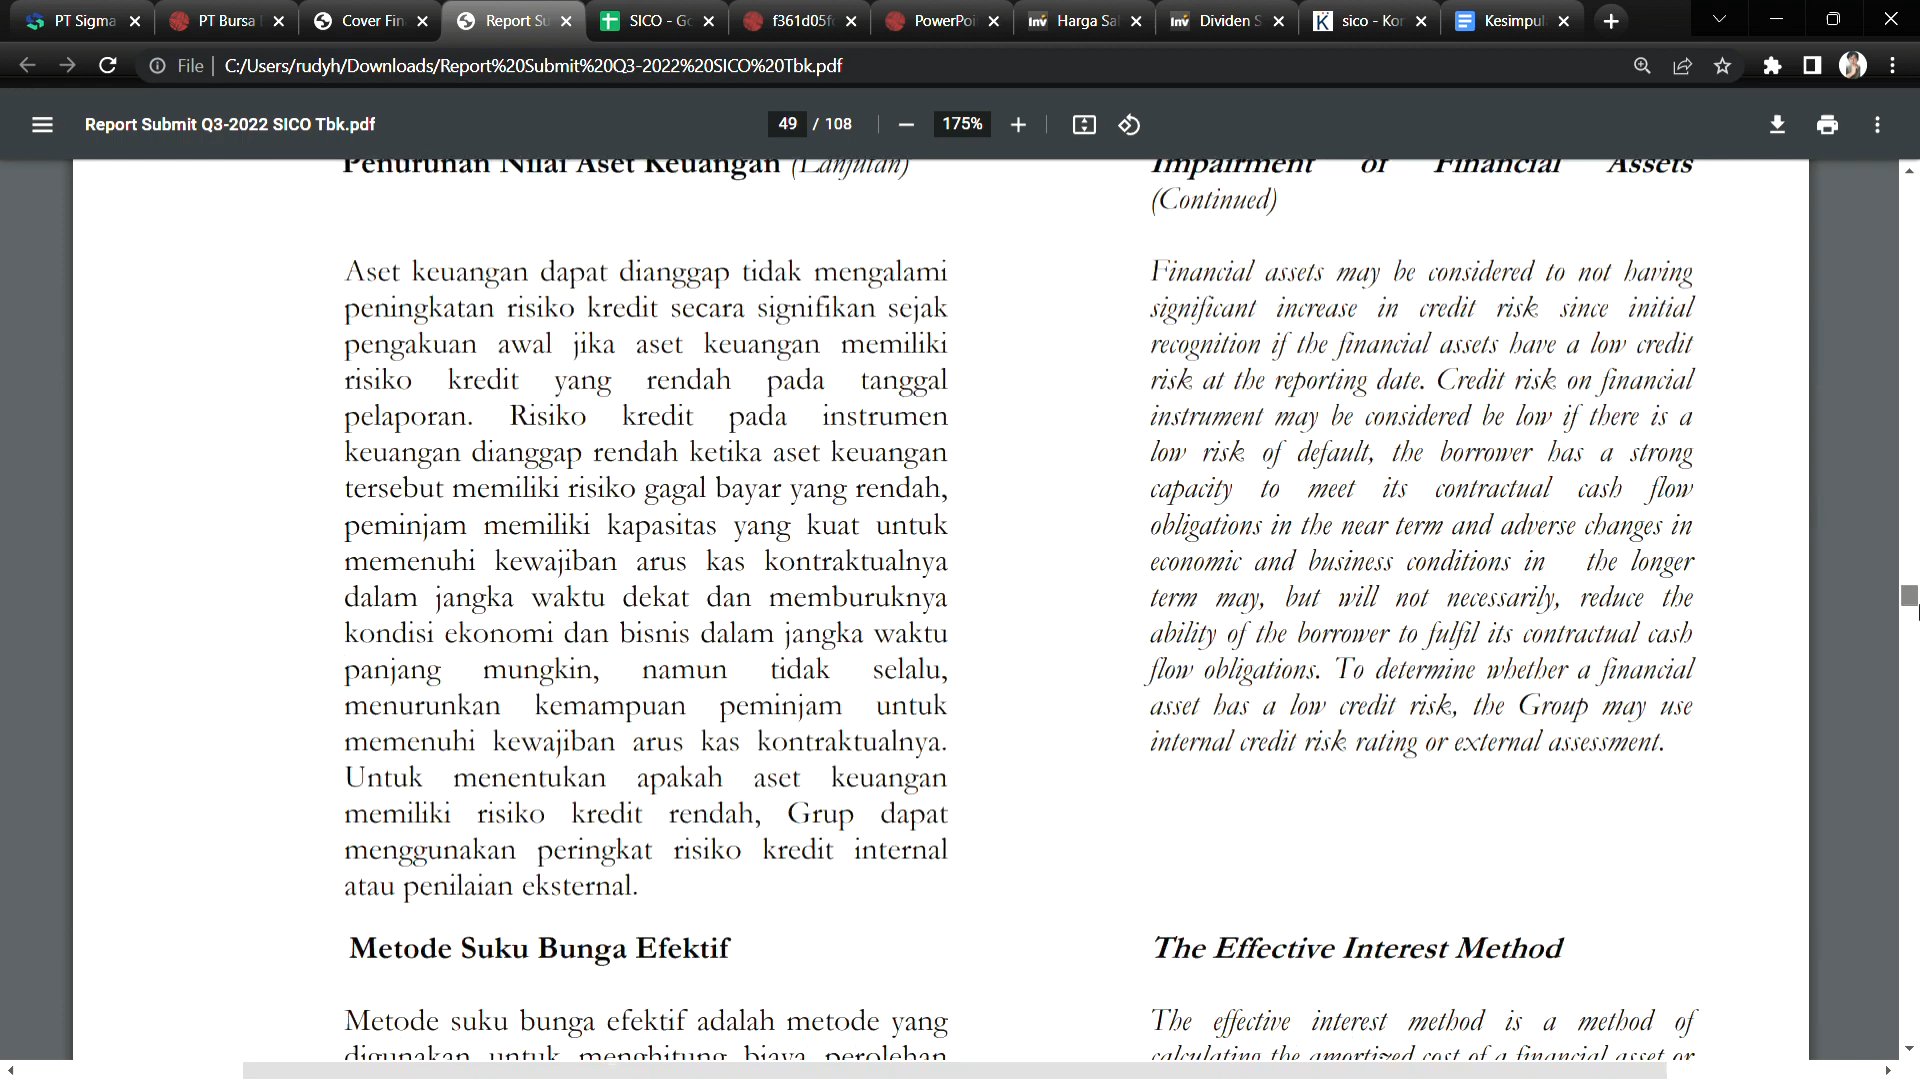 PT Sigma
PT Bursa
Cover Fin
Report Su
SICO - Go
f361d05f
PowerPoi
Harga Sa
Dividen S
sico - Kor
Kesimpul
File
C:/Users/rudyh/Downloads/Report%20Submit%20Q3-2022%20SICO%20Tbk.pdf
Report Submit Q3-2022 SICO Tbk.pdf
49 / 108
175%
Penurunan Nilai Aset Keuangan (Lanjutan)
Aset keuangan dapat dianggap tidak mengalami
peningkatan risiko kredit secara signifikan sejak
pengakuan awal jika aset keuangan memiliki
risiko kredit yang rendah pada tanggal
pelaporan. Risiko kredit pada instrumen
keuangan dianggap rendah ketika aset keuangan
tersebut memiliki risiko gagal bayar yang rendah,
peminjam memiliki kapasitas yang kuat untuk
memenuhi kewajiban arus kas kontraktualnya
dalam jangka waktu dekat dan memburuknya
kondisi ekonomi dan bisnis dalam jangka waktu
panjang mungkin, namun tidak selalu,
menurunkan kemampuan peminjam untuk
memenuhi kewajiban arus kas kontraktualnya.
Untuk menentukan apakah aset keuangan
memiliki risiko kredit rendah, Grup dapat
menggunakan peringkat risiko kredit internal
atau penilaian eksternal.
Metode Suku Bunga Efektif
Metode suku bunga efektif adalah metode yang
digunakan untuk menghitung biaya perolehan
Impairment of Financial Assets
(Continued)
Financial assets may be considered to not having
significant increase in credit risk since initial
recognition if the financial assets have a low credit
risk at the reporting date. Credit risk on financial
instrument may be considered be low if there is a
low risk of default, the borrower has a strong
capacity to meet its contractual cash flow
obligations in the near term and adverse changes in
economic and business conditions in the longer
term may, but will not necessarily, reduce the
ability of the borrower to fulfil its contractual cash
flow obligations. To determine whether a financial
asset has a low credit risk, the Group may use
internal credit risk rating or external assessment.
The Effective Interest Method
The effective interest method is a method of
calculating the amortized cost of a financial asset or